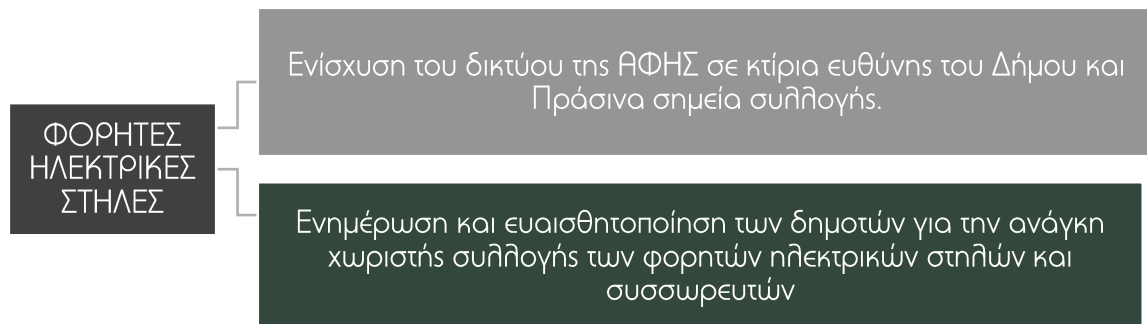 ΦΟΡΗΤΕΣ
ΗΛΕΚΤΡΙΚΕΣ
ΣΤΗΛΕΣ
Ενίσχυση του δικτύου της ΑΦΗΣ σε κτίρια ευθύνης του Δήμου και
Πράσινα σημεία συλλογής.
Ενημέρωση και ευαισθητοποίηση των δημοτών για την ανάγκη
χωριστής συλλογής των φορητών ηλεκτρικών στηλών και
συσσωρευτών